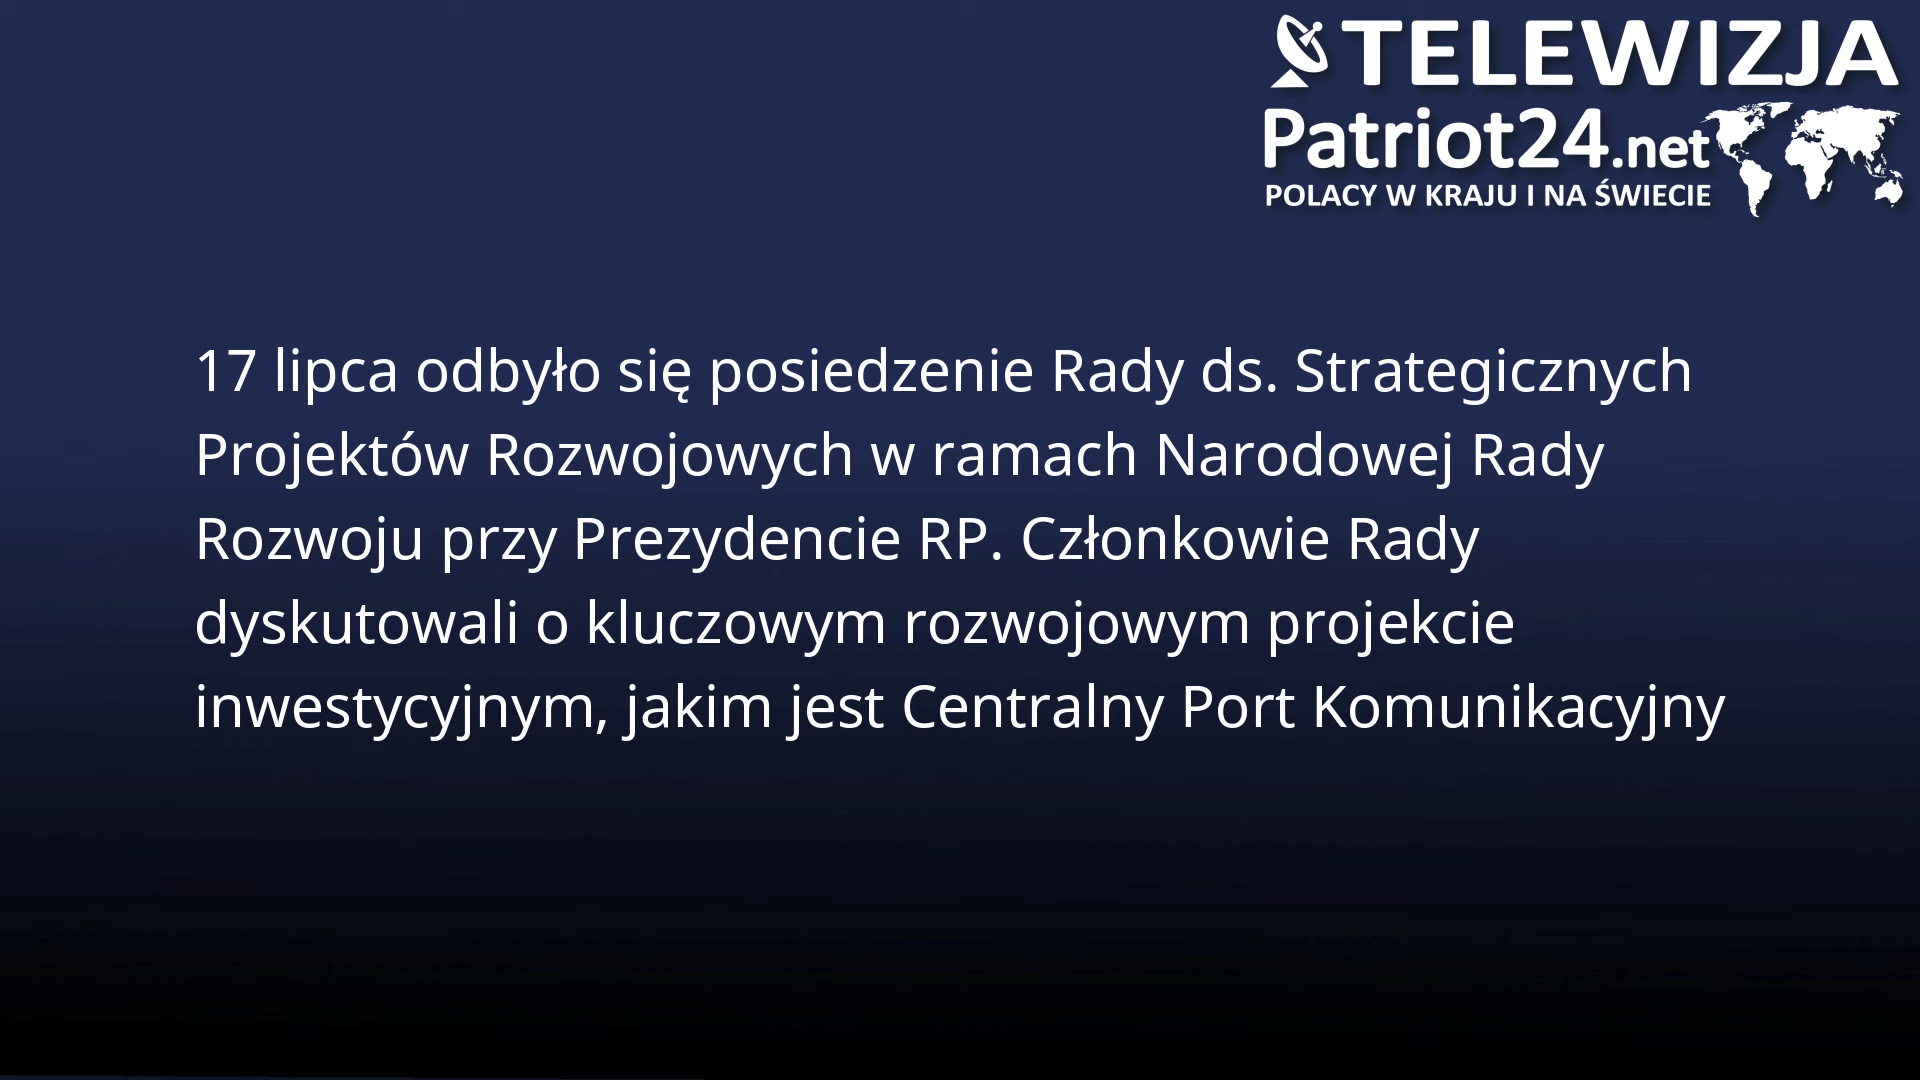 TELEWIZJA
Patriot24.net
POLACY W KRAJU I NA ŚWIECIE
17 lipca odbyło się posiedzenie Rady ds. Strategicznych
Projektów Rozwojowych w ramach Narodowej Rady
Rozwoju przy Prezydencie RP. Członkowie Rady
dyskutowali o kluczowym rozwojowym projekcie
inwestycyjnym, jakim jest Centralny Port Komunikacyjny